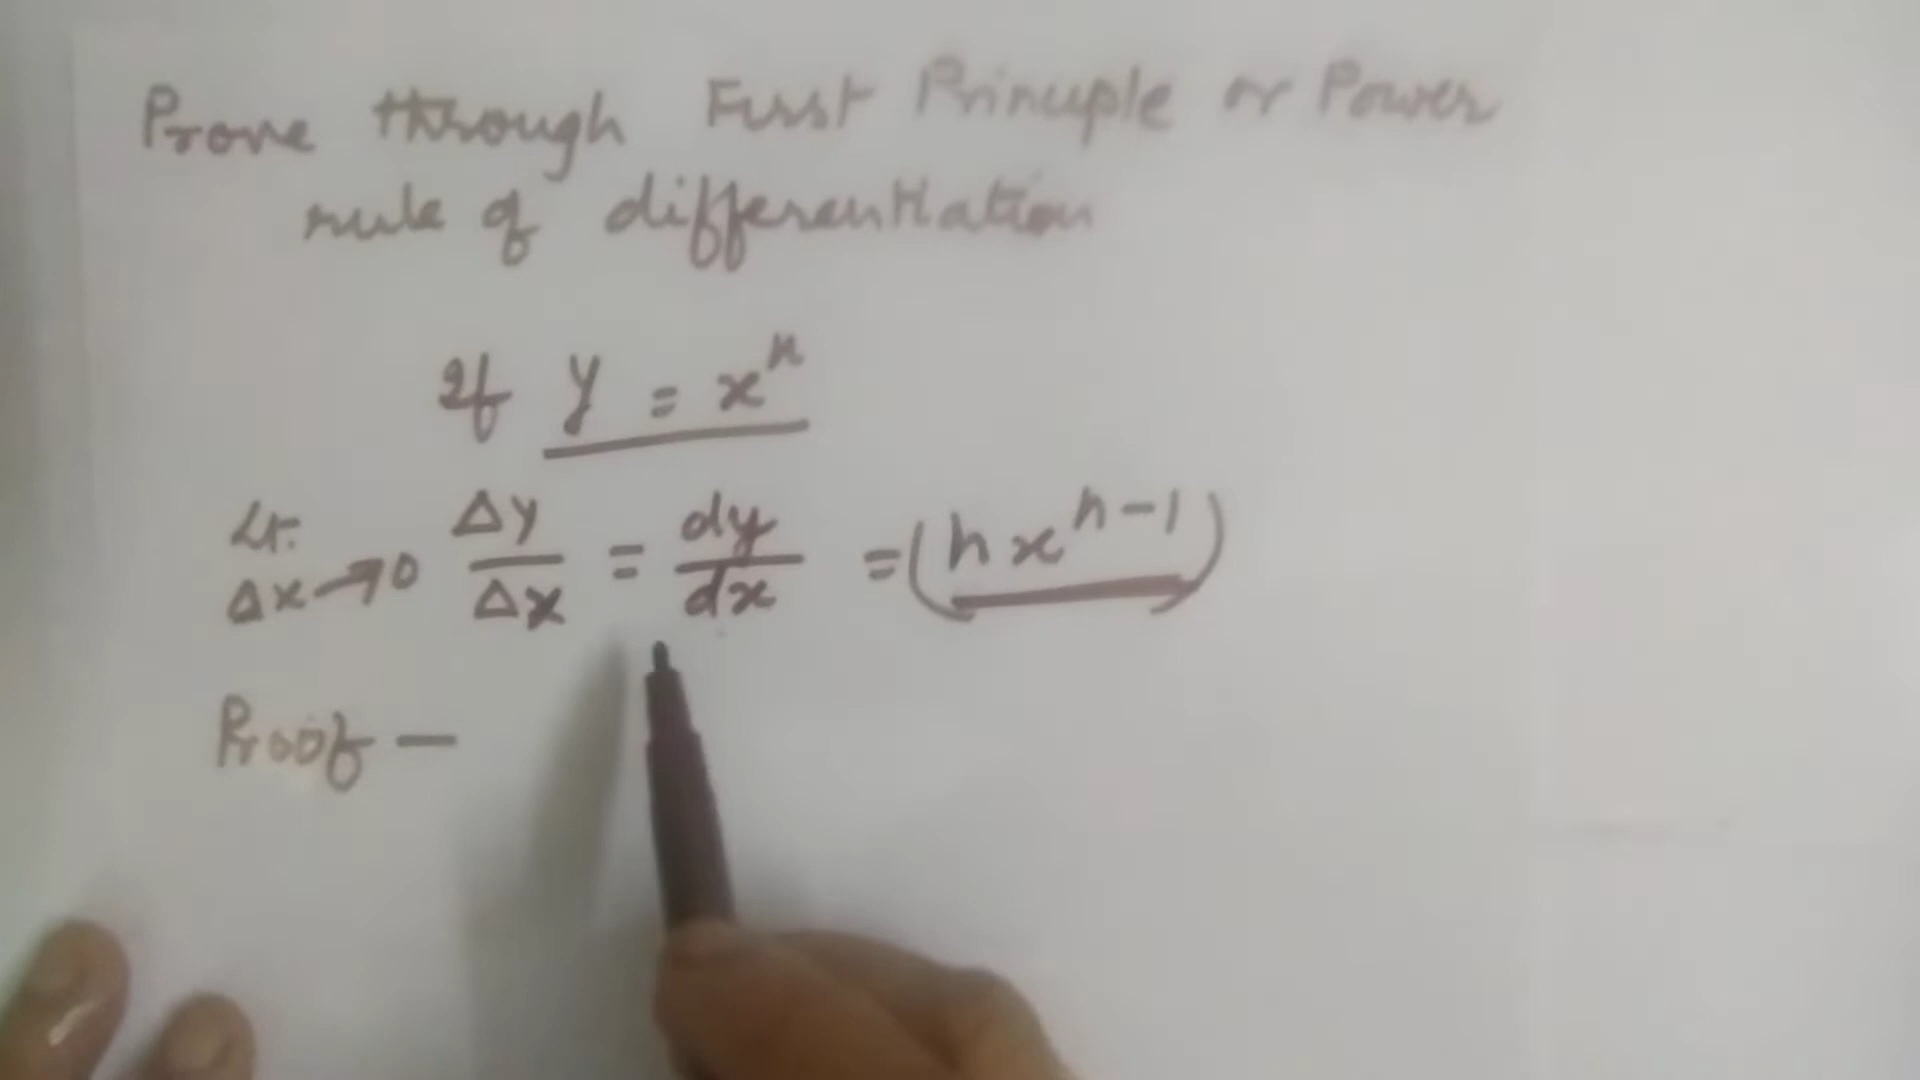 Prove through First Principle or Power
rule of differentiation
If y = x^n
Lt. Δx→0 Δy/Δx = dy/dx = (nx^n-1)
Proof —